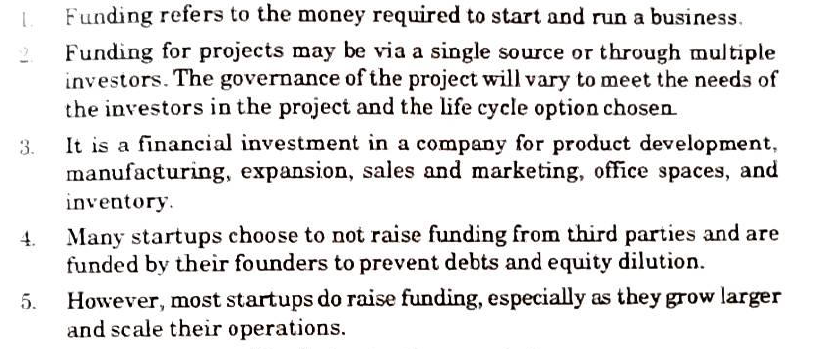 1. Funding refers to the money required to start and run a business.
2. Funding for projects may be via a single source or through multiple
investors. The governance of the project will vary to meet the needs of
the investors in the project and the life cycle option chosen.
3. It is a financial investment in a company for product development,
manufacturing, expansion, sales and marketing, office spaces, and
inventory.
4. Many startups choose to not raise funding from third parties and are
funded by their founders to prevent debts and equity dilution.
5. However, most startups do raise funding, especially as they grow larger
and scale their operations.